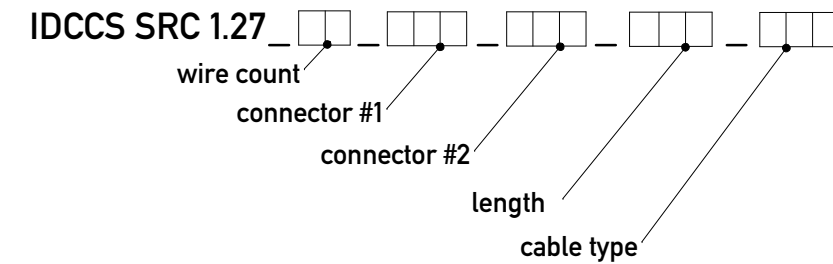 IDCCS SRC 1.27_ _ _ _ _
wire count
connector #1
connector #2
length
cable type